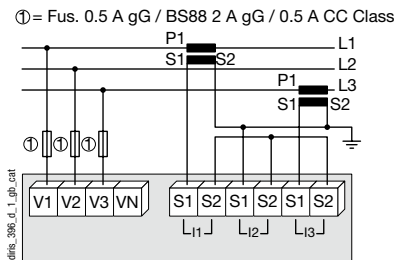 ①= Fus. 0.5 A gG / BS88 2 A gG / 0.5 A CC Class
P1 L1
S1 S2
L2
P1 L3
S1 S2
① ① ①
V1 V2 V3 VN S1 S2 S1 S2 S1 S2
I1 I2 I3
diris_396_d_1_gb_cat